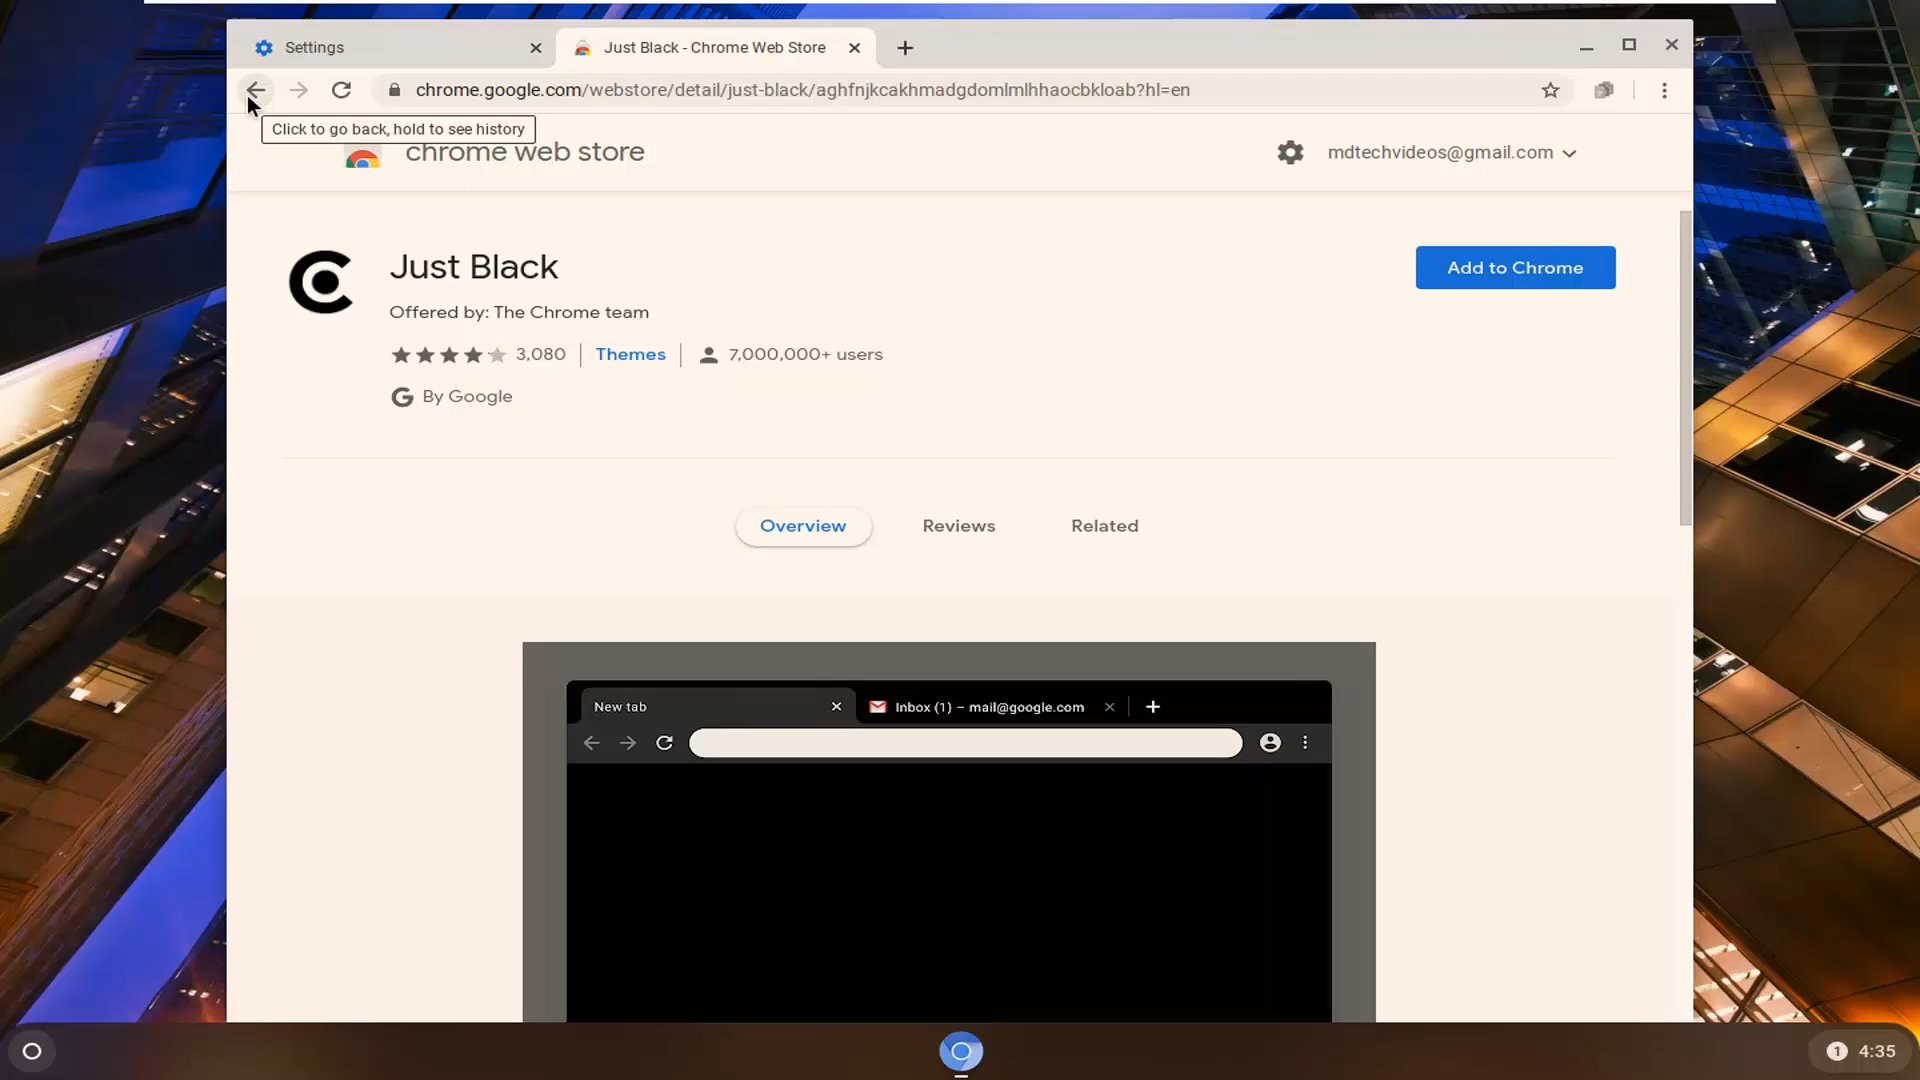 Settings
Just Black - Chrome Web Store
chrome.google.com/webstore/detail/just-black/aghfnjkcakhmadgdomlmlhhaocbkloab?hl=en
Click to go back, hold to see history
chrome web store
mdtechvideos@gmail.com
Just Black
Add to Chrome
Offered by: The Chrome team
3,080
Themes
7,000,000+ users
By Google
Overview
Reviews
Related
New tab
Inbox (1) – mail@google.com
1
4:35